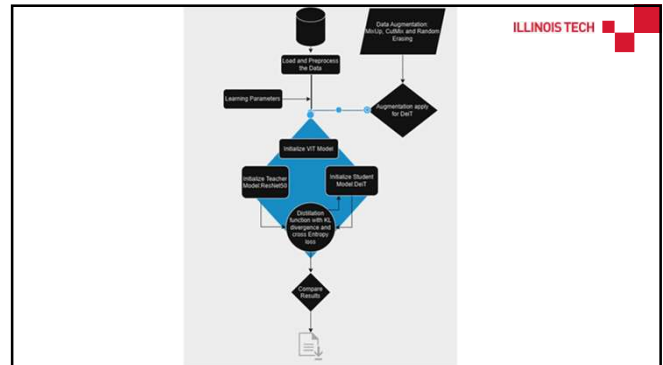 ILLINOIS TECH
Data Augmentation:
MixUp, CutMix and Random
Erasing
Load and Preprocess
the Data
Learning Parameters
Augmentation apply
for DeiT
Initialize ViT Model
Initialize Teacher
Model:ResNet50
Initialize Student
Model:DeiT
Distillation
function with KL
divergence and
cross Entropy
loss
Compare
Results